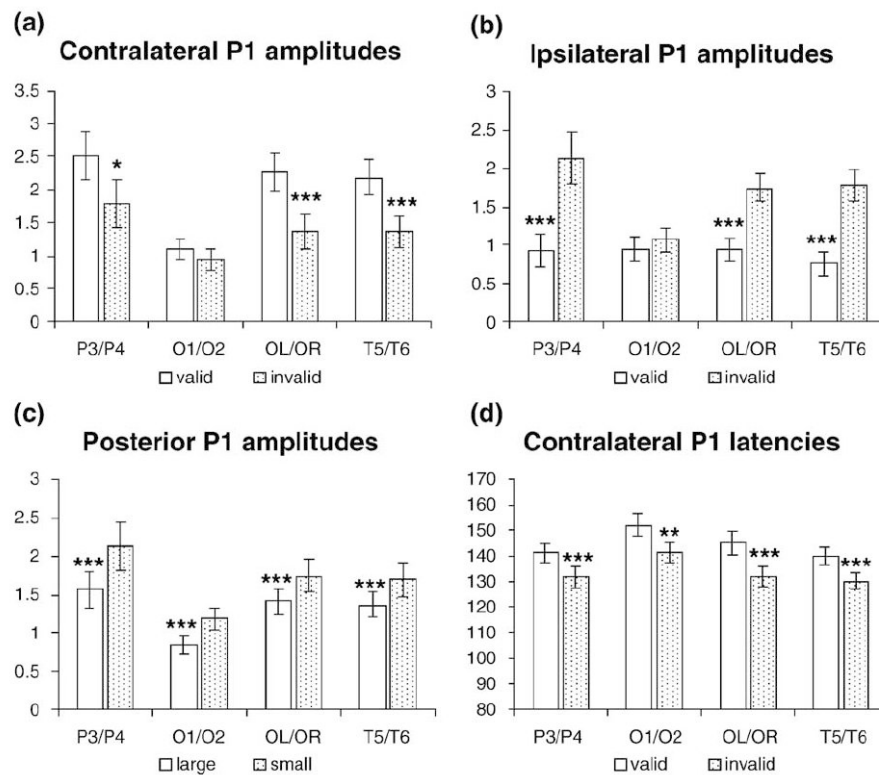 (a)
Contralateral P1 amplitudes
3.5
3
2.5
2
1.5
1
0.5
0
*
***
***
P3/P4 O1/O2 OL/OR T5/T6
valid invalid
(b)
Ipsilateral P1 amplitudes
3
2.5
2
1.5
1
0.5
0
***
***
***
P3/P4 O1/O2 OL/OR T5/T6
valid invalid
(c)
Posterior P1 amplitudes
3
2.5
2
1.5
1
0.5
0
***
***
***
***
P3/P4 O1/O2 OL/OR T5/T6
large small
(d)
Contralateral P1 latencies
170
160
150
140
130
120
110
100
90
80
***
**
***
***
P3/P4 O1/O2 OL/OR T5/T6
valid invalid